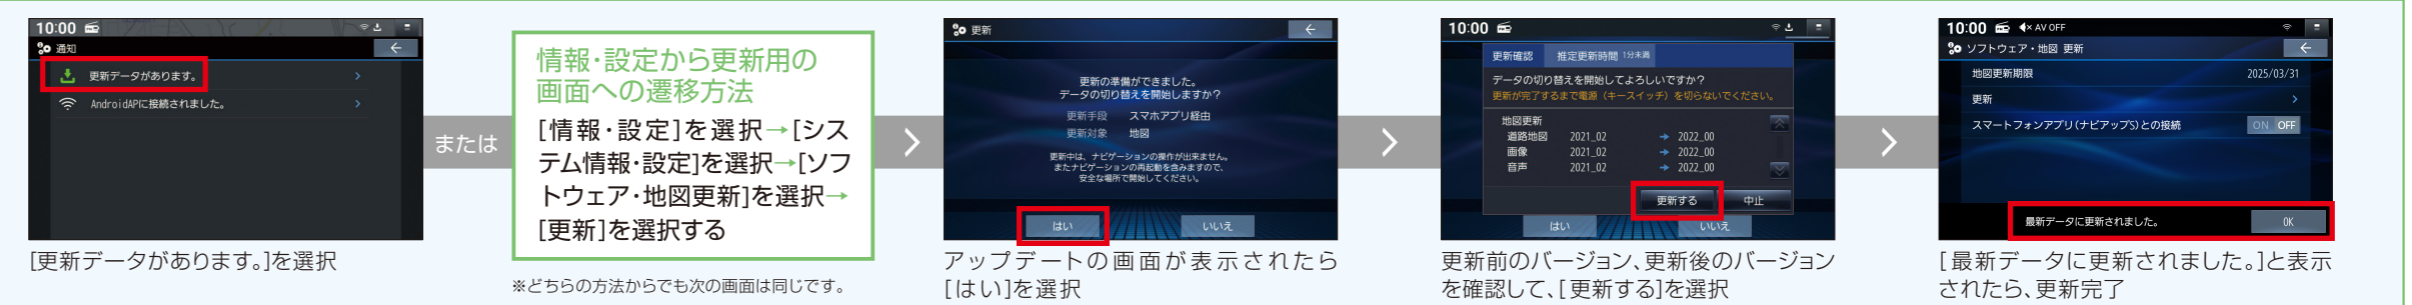 10:00
通知
更新データがあります。
AndroidAPに接続されました。
[更新データがあります。]を選択
または
情報・設定から更新用の
画面への遷移方法
[情報・設定]を選択→[シス
テム情報・設定]を選択→[ソフ
トウェア・地図更新]を選択→
[更新]を選択する
※どちらの方法からでも次の画面は同じです。
更新
更新の準備ができました。
データの切り替えを開始しますか?
更新手段 スマホアプリ経由
更新対象 地図
更新中は、ナビゲーションの操作が出来ません。
またナビゲーションの再起動を含みますので、
安全な場所で開始してください。
はい いいえ
アップデートの画面が表示されたら
[はい]を選択
10:00
更新確認 推定更新時間 1分未満
データの切り替えを開始してよろしいですか?
更新が完了するまで電源(キースイッチ)を切らないでください。
地図更新
道路地図 2021_02 → 2022_00
画像 2021_02 → 2022_00
音声 2021_02 → 2022_00
更新する 中止
はい いいえ
更新前のバージョン、更新後のバージョン
を確認して、[更新する]を選択
10:00 AV OFF
ソフトウェア・地図 更新
地図更新期限 2025/03/31
更新
スマートフォンアプリ(ナビアップS)との接続 ON OFF
最新データに更新されました。 OK
[最新データに更新されました。]と表示
されたら、更新完了